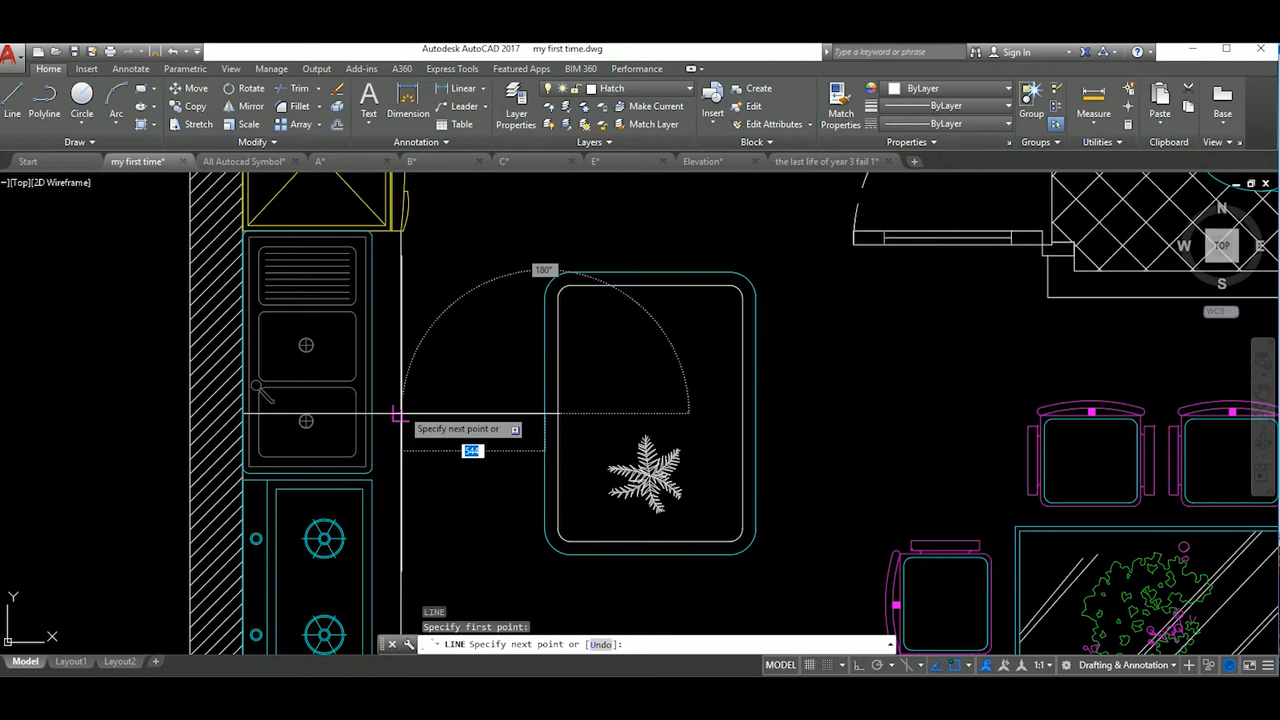 Autodesk AutoCAD 2017 my first time.dwg
Type a keyword or phrase
Sign In
Home Insert Annotate Parametric View Manage Output Add-ins A360 Express Tools Featured Apps BIM 360 Performance
Line Polyline Circle Arc
Move Rotate Trim
Copy Mirror Fillet
Stretch Scale Array
Text Dimension
Linear
Leader
Table
Layer Properties
Hatch
Make Current
Match Layer
Insert
Create
Edit
Edit Attributes
Match Properties
ByLayer
ByLayer
ByLayer
Group
Measure
Paste
Base
Draw Modify Annotation Layers Block Properties Groups Utilities Clipboard View
Start my first time* All Autocad Symbol* A* B* C* E* Elevation* the last life of year 3 fail 1*
–][Top][2D Wireframe]
N
W TOP E
S
WCS
180°
Specify next point or
544
Y
X
LINE
Specify first point:
LINE Specify next point or [Undo]:
Model Layout1 Layout2
MODEL 1:1 Drafting & Annotation